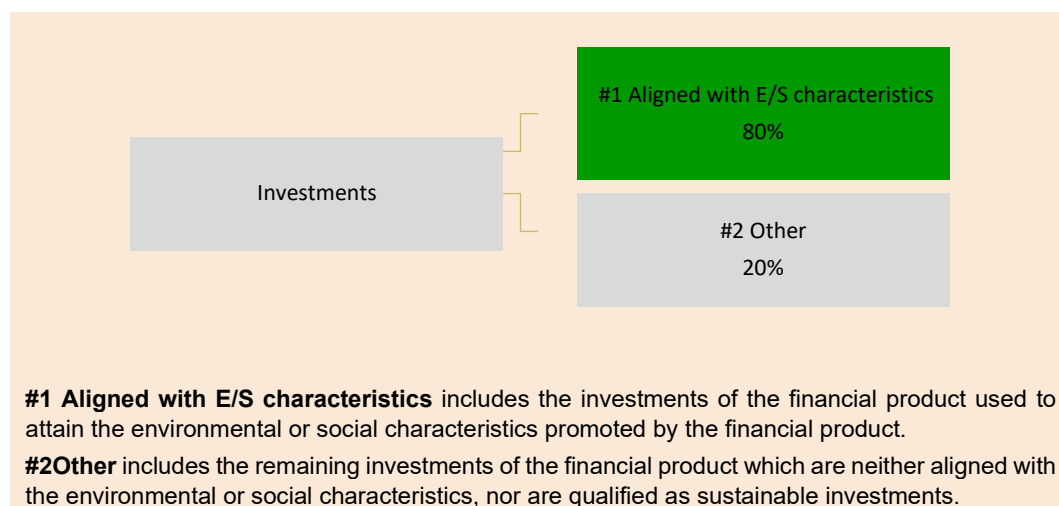 #1 Aligned with E/S characteristics
80%
Investments
#2 Other
20%
#1 Aligned with E/S characteristics includes the investments of the financial product used to
attain the environmental or social characteristics promoted by the financial product.
#2Other includes the remaining investments of the financial product which are neither aligned with
the environmental or social characteristics, nor are qualified as sustainable investments.